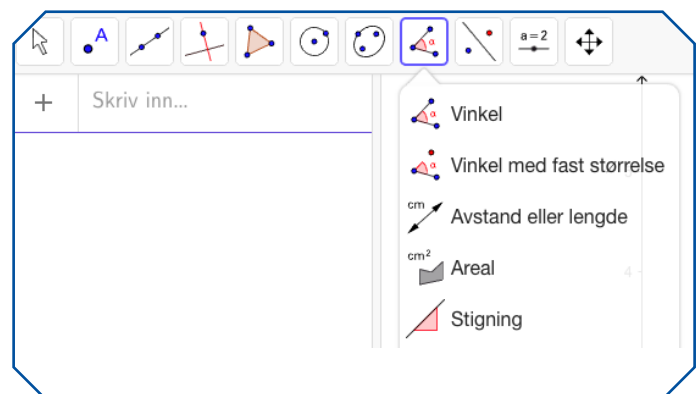 A
α
a=2
+ Skriv inn...
α Vinkel
α Vinkel med fast størrelse
cm Avstand eller lengde
cm² Areal
4
Stigning